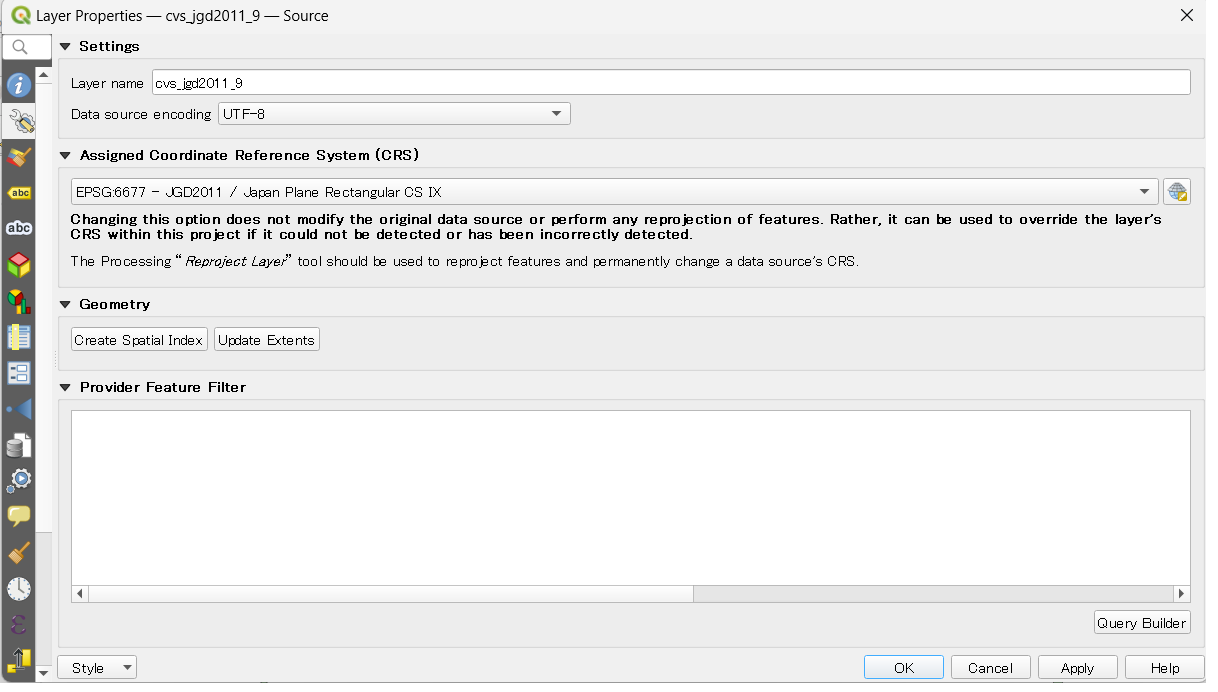 Layer Properties — cvs_jgd2011_9 — Source
Settings
Layer name cvs_jgd2011_9
Data source encoding UTF-8
Assigned Coordinate Reference System (CRS)
EPSG:6677 - JGD2011 / Japan Plane Rectangular CS IX
Changing this option does not modify the original data source or perform any reprojection of features. Rather, it can be used to override the layer's
CRS within this project if it could not be detected or has been incorrectly detected.
The Processing “Reproject Layer” tool should be used to reproject features and permanently change a data source's CRS.
Geometry
Create Spatial Index Update Extents
Provider Feature Filter
Query Builder
Style OK Cancel Apply Help
abc
abc